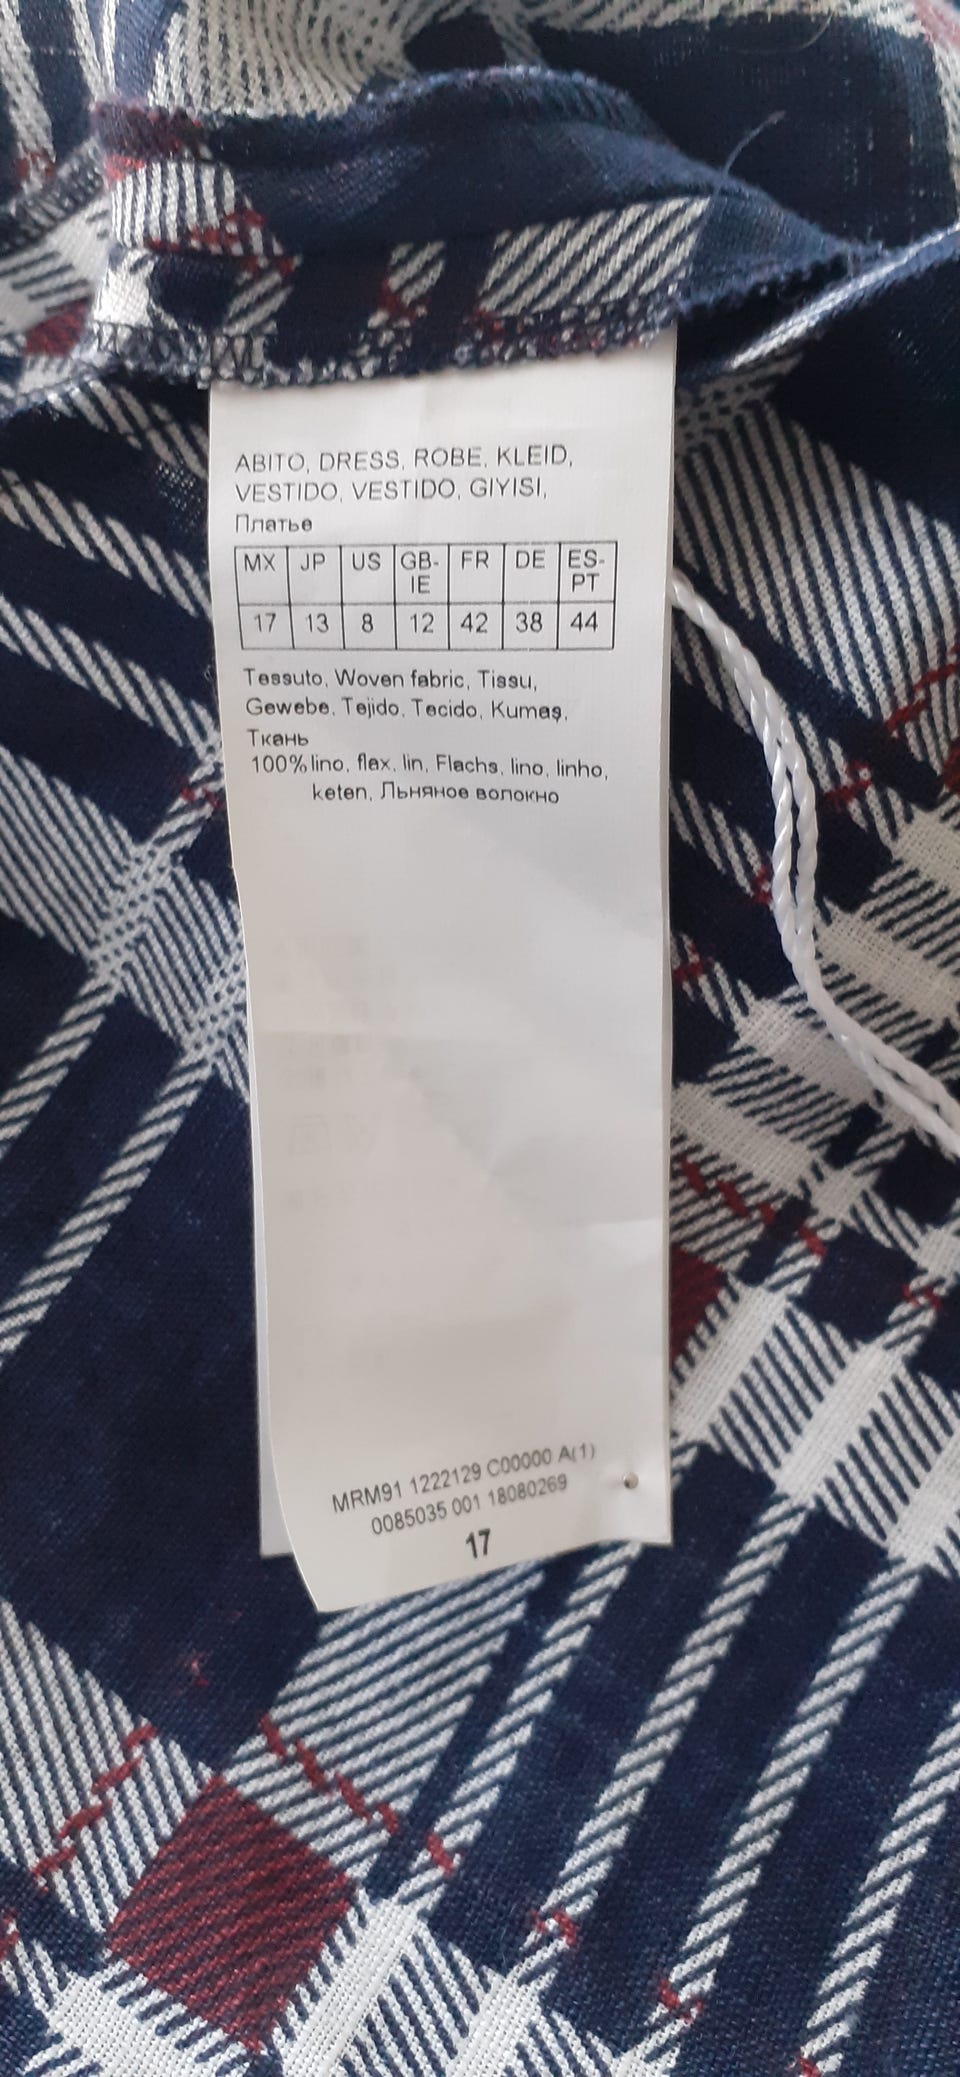 ABITO, DRESS, ROBE, KLEID,
VESTIDO, VESTIDO, GIYISI,
Платье
MX JP US GB-IE FR DE ES-PT
17 13 8 12 42 38 44
Tessuto, Woven fabric, Tissu,
Gewebe, Tejido, Tecido, Kumaş,
Ткань
100% lino, flax, lin, Flachs, lino, linho,
keten, Льняное волокно
MRM91 1222129 C00000 A(1)
0085035 001 18080269
17